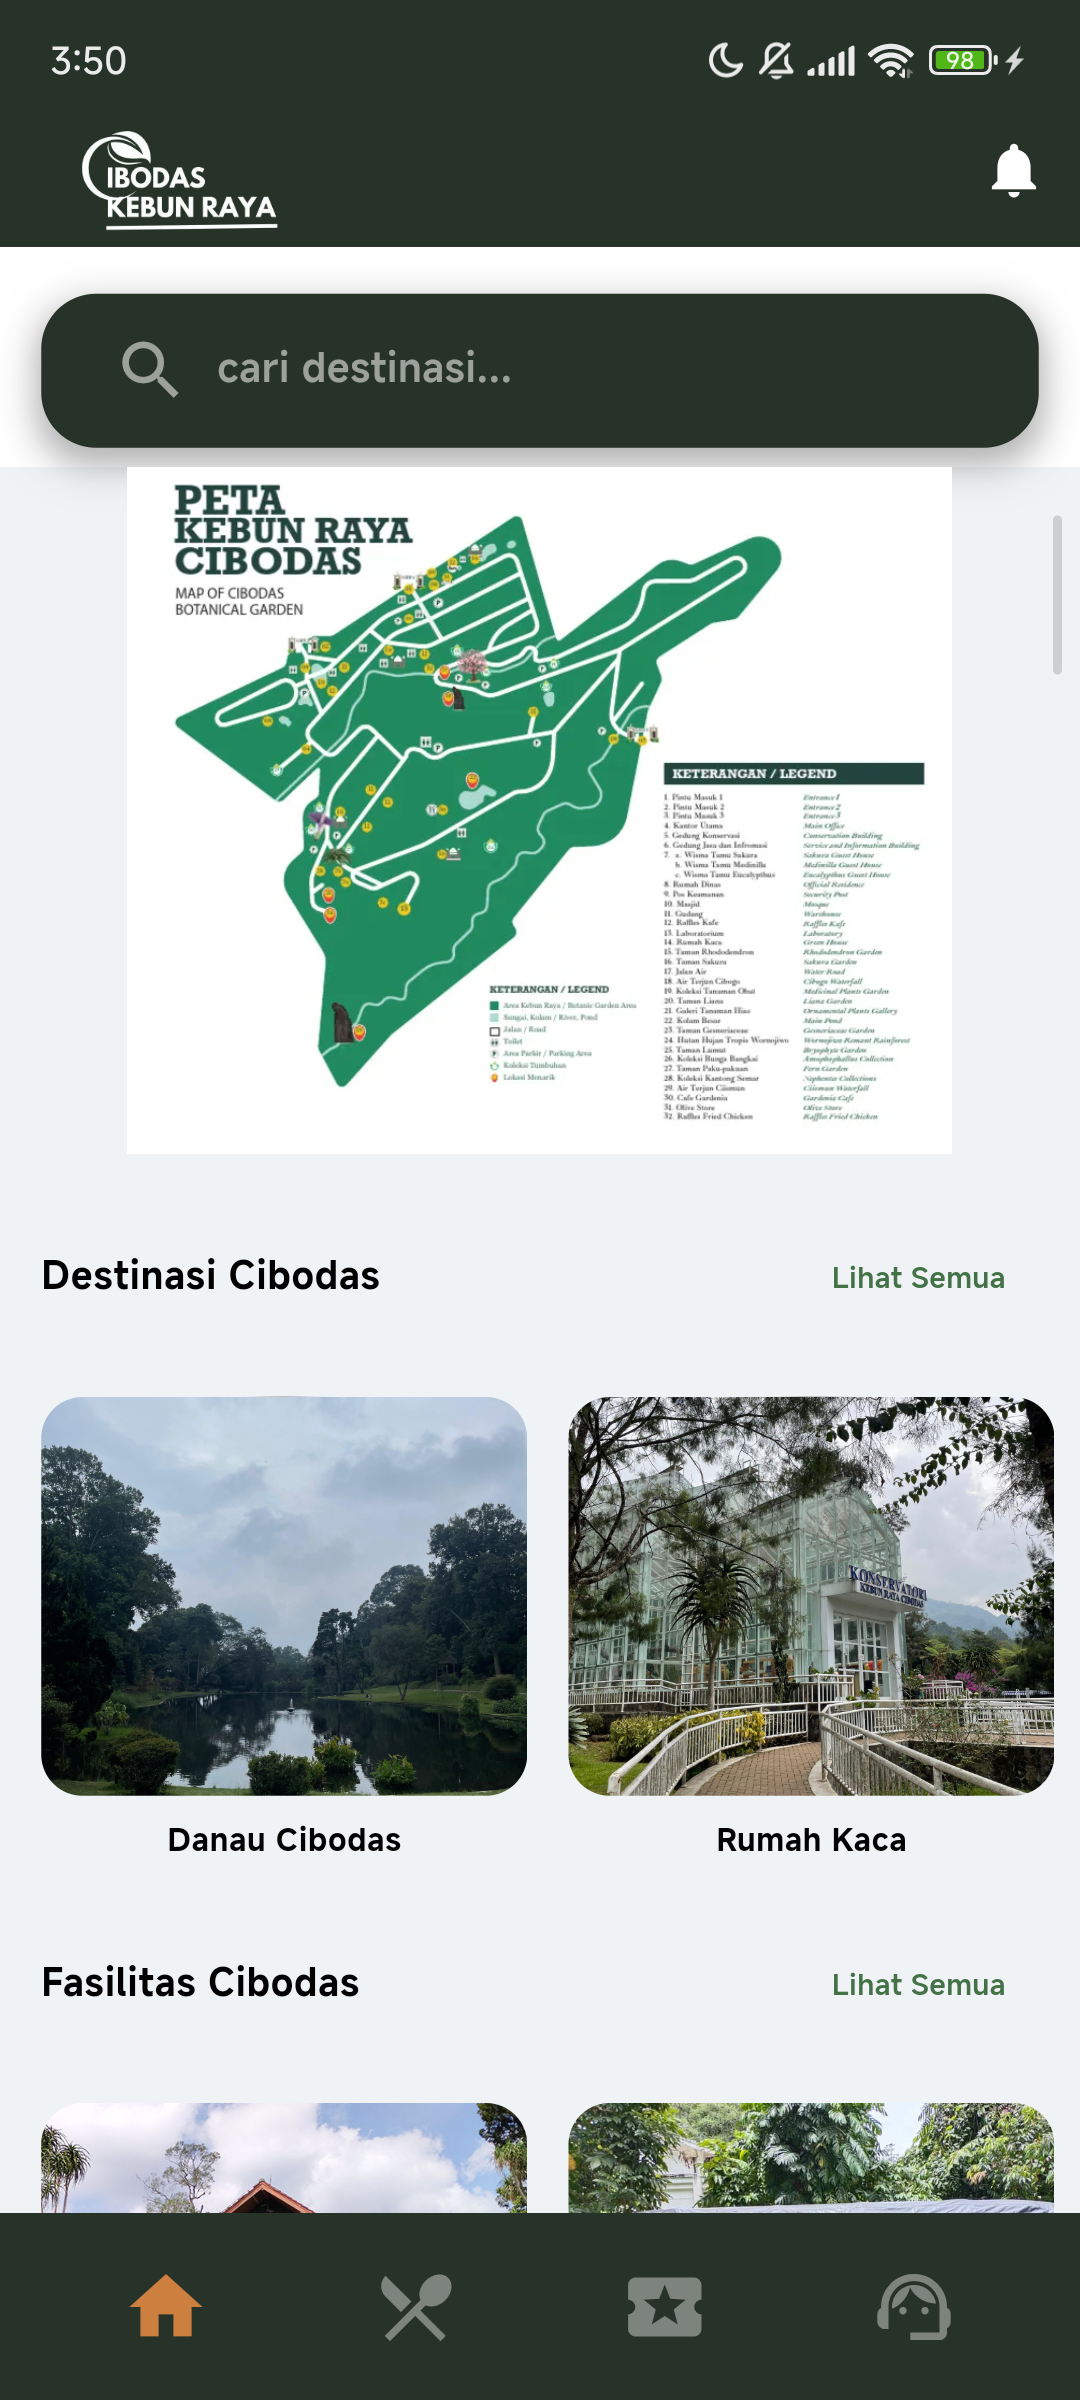 3:50
98
IBODAS
KEBUN RAYA
cari destinasi...
PETA
KEBUN RAYA
CIBODAS
MAP OF CIBODAS
BOTANICAL GARDEN
KETERANGAN / LEGEND
1. Pintu Masuk 1 Entrance 1
2. Pintu Masuk 2 Entrance 2
3. Pintu Masuk 3 Entrance 3
4. Kantor Utama Main Office
5. Gedung Konservasi Conservation Building
6. Gedung Jasa dan Infromasi Service and Information Building
7. a. Wisma Tamu Sakura Sakura Guest House
b. Wisma Tamu Medinilla Medinilla Guest House
c. Wisma Tamu Eucalypthus Eucalypthus Guest House
8. Rumah Dinas Official Residence
9. Pos Keamanan Security Post
10. Masjid Mosque
11. Gudang Warehouse
12. Raffles Kafe Raffles Kafe
13. Laboratorium Laboratory
14. Rumah Kaca Green House
15. Taman Rhododendron Rhododendron Garden
16. Taman Sakura Sakura Garden
17. Jalan Air Water Road
18. Air Terjun Cibogo Cibogo Waterfall
19. Koleksi Tanaman Obat Medicinal Plants Garden
20. Taman Liana Liana Garden
21. Galeri Tanaman Hias Ornamental Plants Gallery
22. Kolam Besar Main Pond
23. Taman Gesneriaceae Gesneriaceae Garden
24. Hutan Hujan Tropis Wornojiwo Wornojiwo Remant Rainforest
25. Taman Lumut Bryophyte Garden
26. Koleksi Bunga Bangkai Amophophallus Collection
27. Taman Paku-pakuan Fern Garden
28. Koleksi Kantong Semar Nephentes Collections
29. Air Terjun Ciismun Ciismun Waterfall
30. Cafe Gardenia Gardenia Cafe
31. Olive Store Olive Store
32. Raffles Fried Chicken Raffles Fried Chicken
KETERANGAN / LEGEND
Area Kebun Raya / Botanic Garden Area
Sungai, Kolam / River, Pond
Jalan / Road
Toilet
Area Parkir / Parking Area
Koleksi Tumbuhan
Lokasi Menarik
Destinasi Cibodas
Lihat Semua
KONSERVATORI
KEBUN RAYA CIBODAS
Danau Cibodas
Rumah Kaca
Fasilitas Cibodas
Lihat Semua